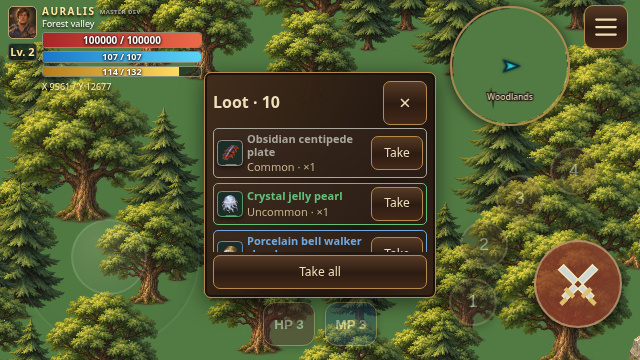 AURALIS MASTER DEV
Forest valley
Lv. 2
100000 / 100000
107 / 107
114 / 132
Woodlands
Loot · 10
×
Obsidian centipede
plate
Common · ×1
Take
Crystal jelly pearl
Uncommon · ×1
Take
Porcelain bell walker
Take
Take all
4
3
2
1
HP 3
MP 3